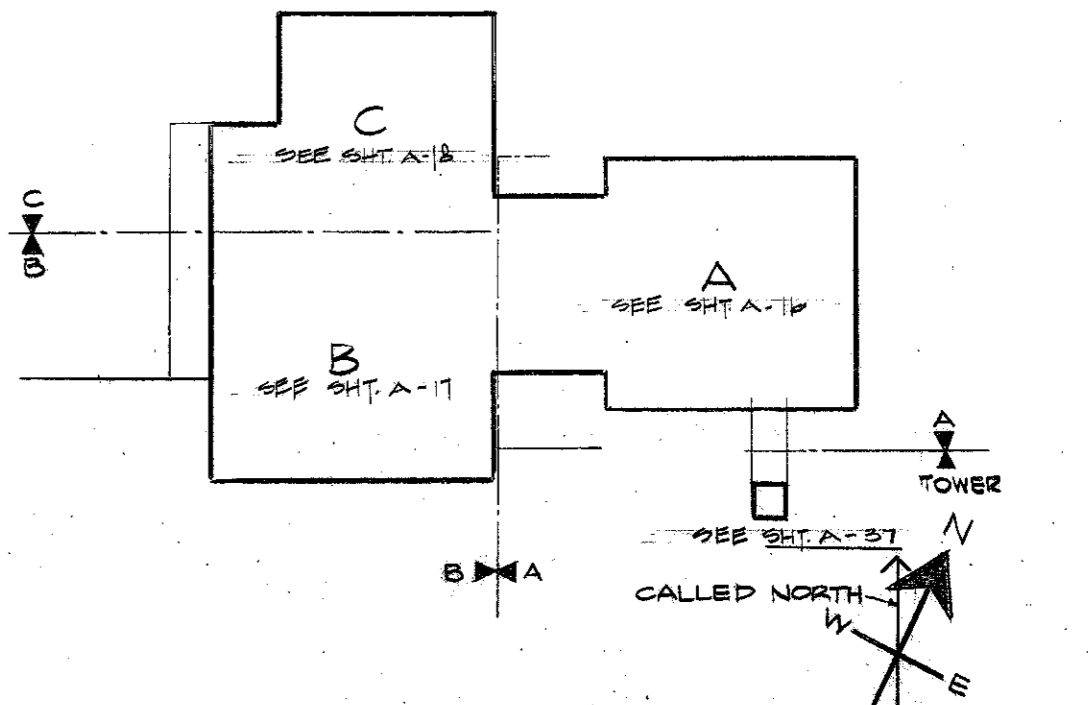 C
SEE SHT. A-18
C
B
A
SEE SHT. A-16
B
SEE SHT. A-17
A
TOWER
SEE SHT. A-37
B A
N
CALLED NORTH
W
E